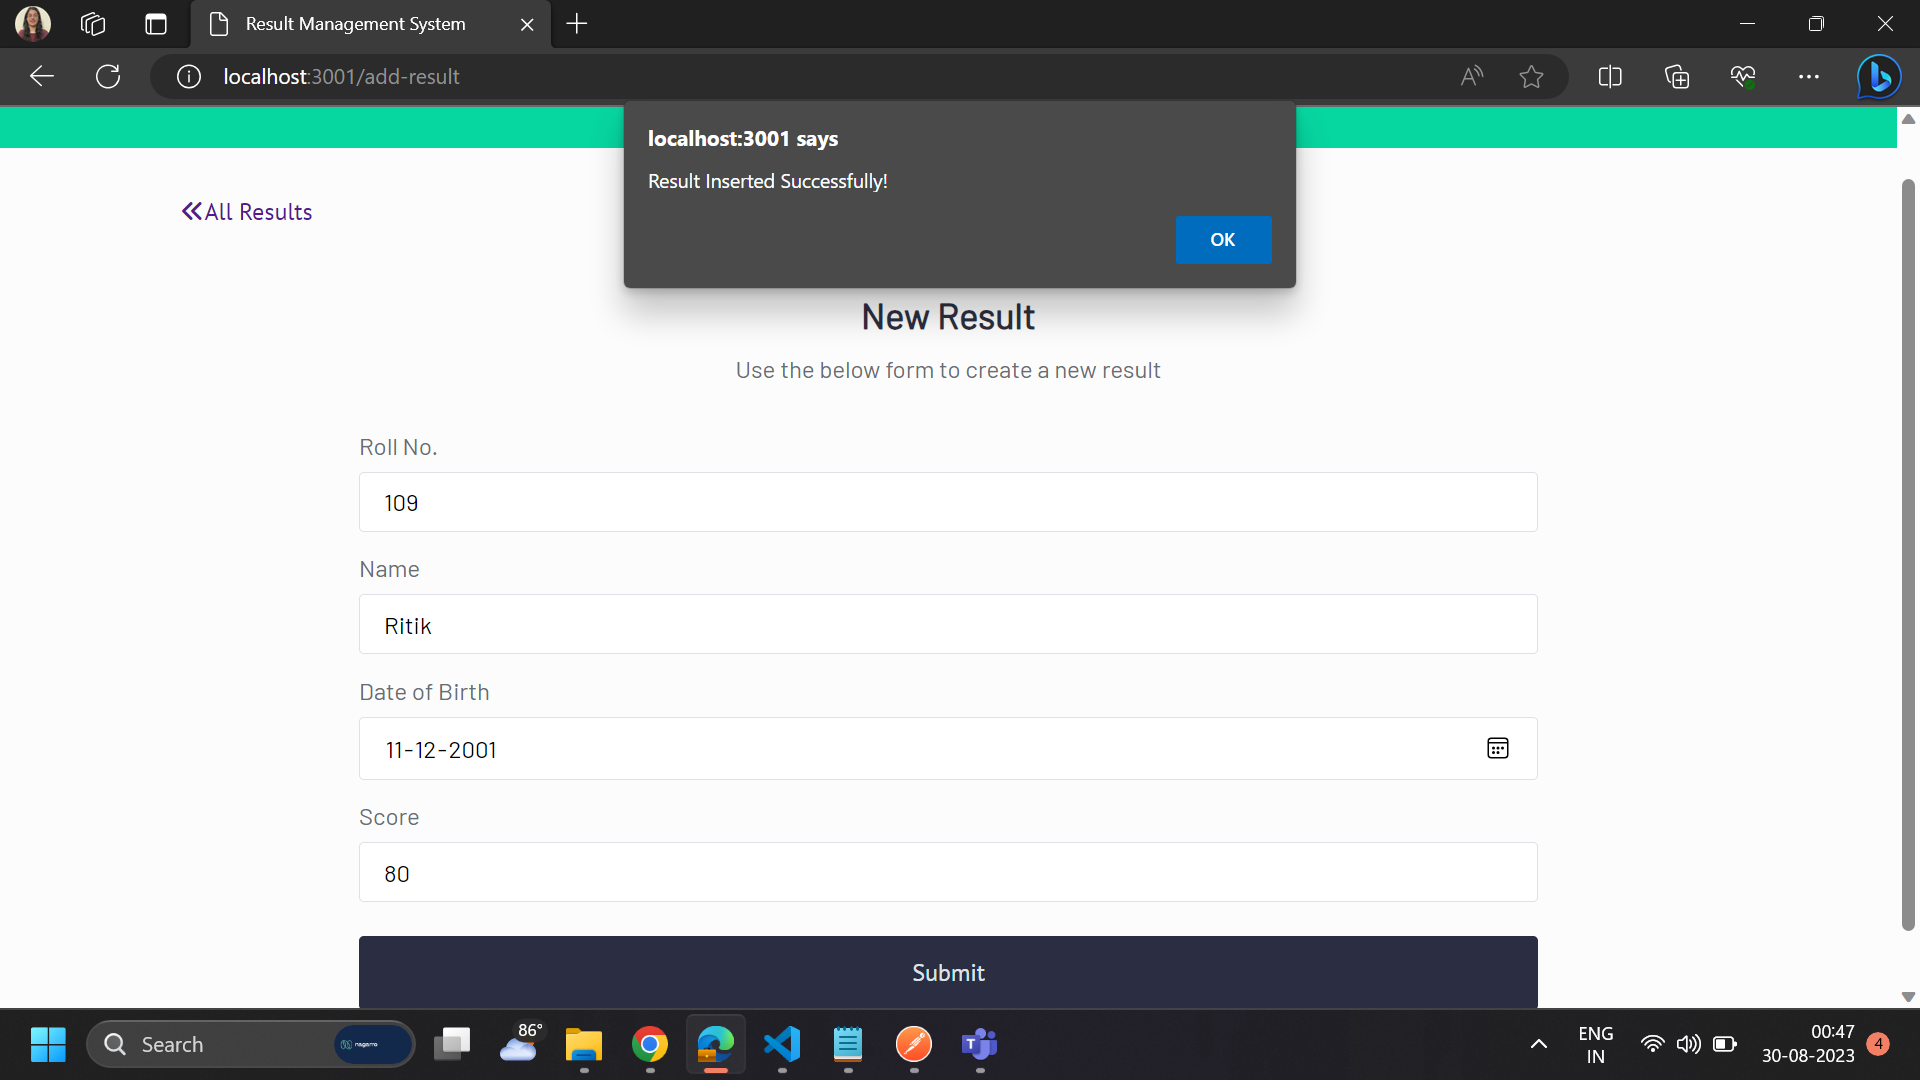 Result Management System
localhost:3001/add-result
localhost:3001 says
Result Inserted Successfully!
OK
All Results
New Result
Use the below form to create a new result
Roll No.
109
Name
Ritik
Date of Birth
11-12-2001
Score
80
Submit
Search
nagarro
86°
T
ENG
IN
00:47
30-08-2023
4